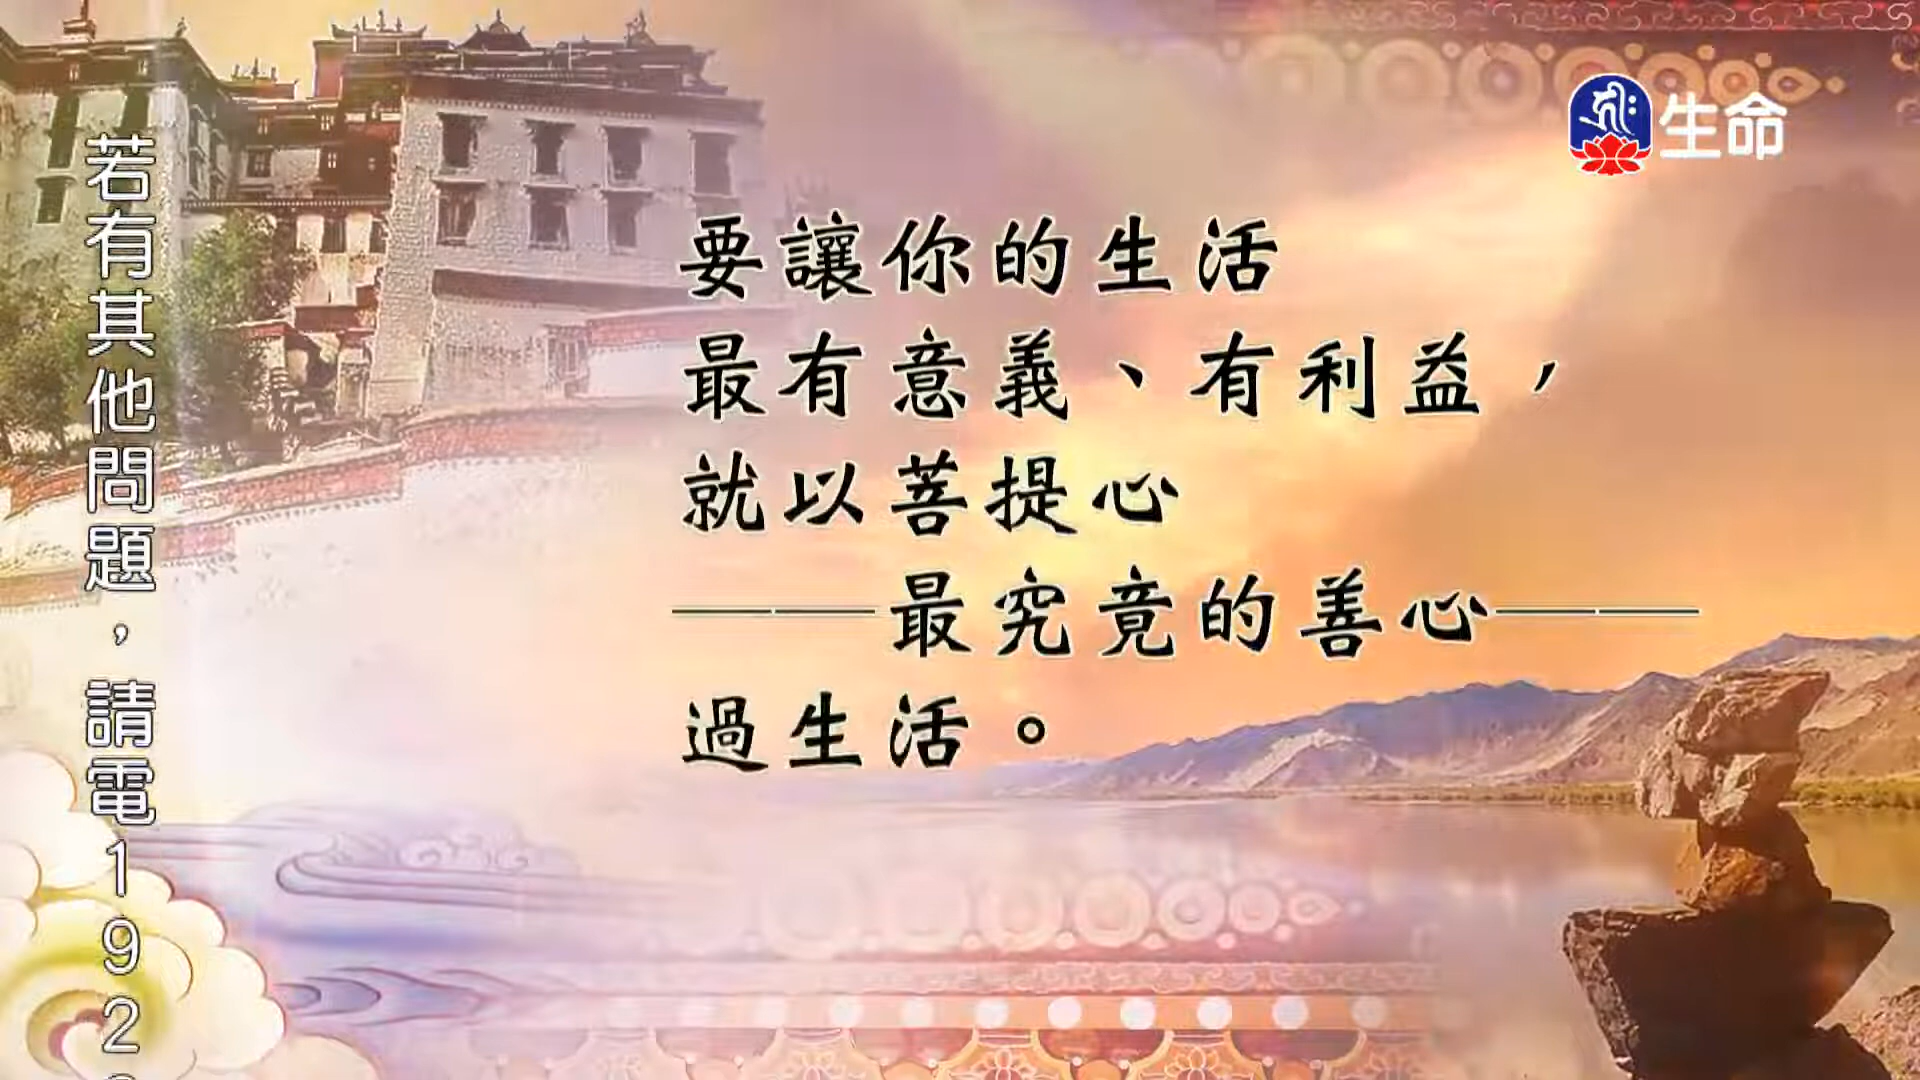 生命
要讓你的生活
最有意義、有利益，
就以菩提心
——最究竟的善心——
過生活。
若有其他問題，請電192